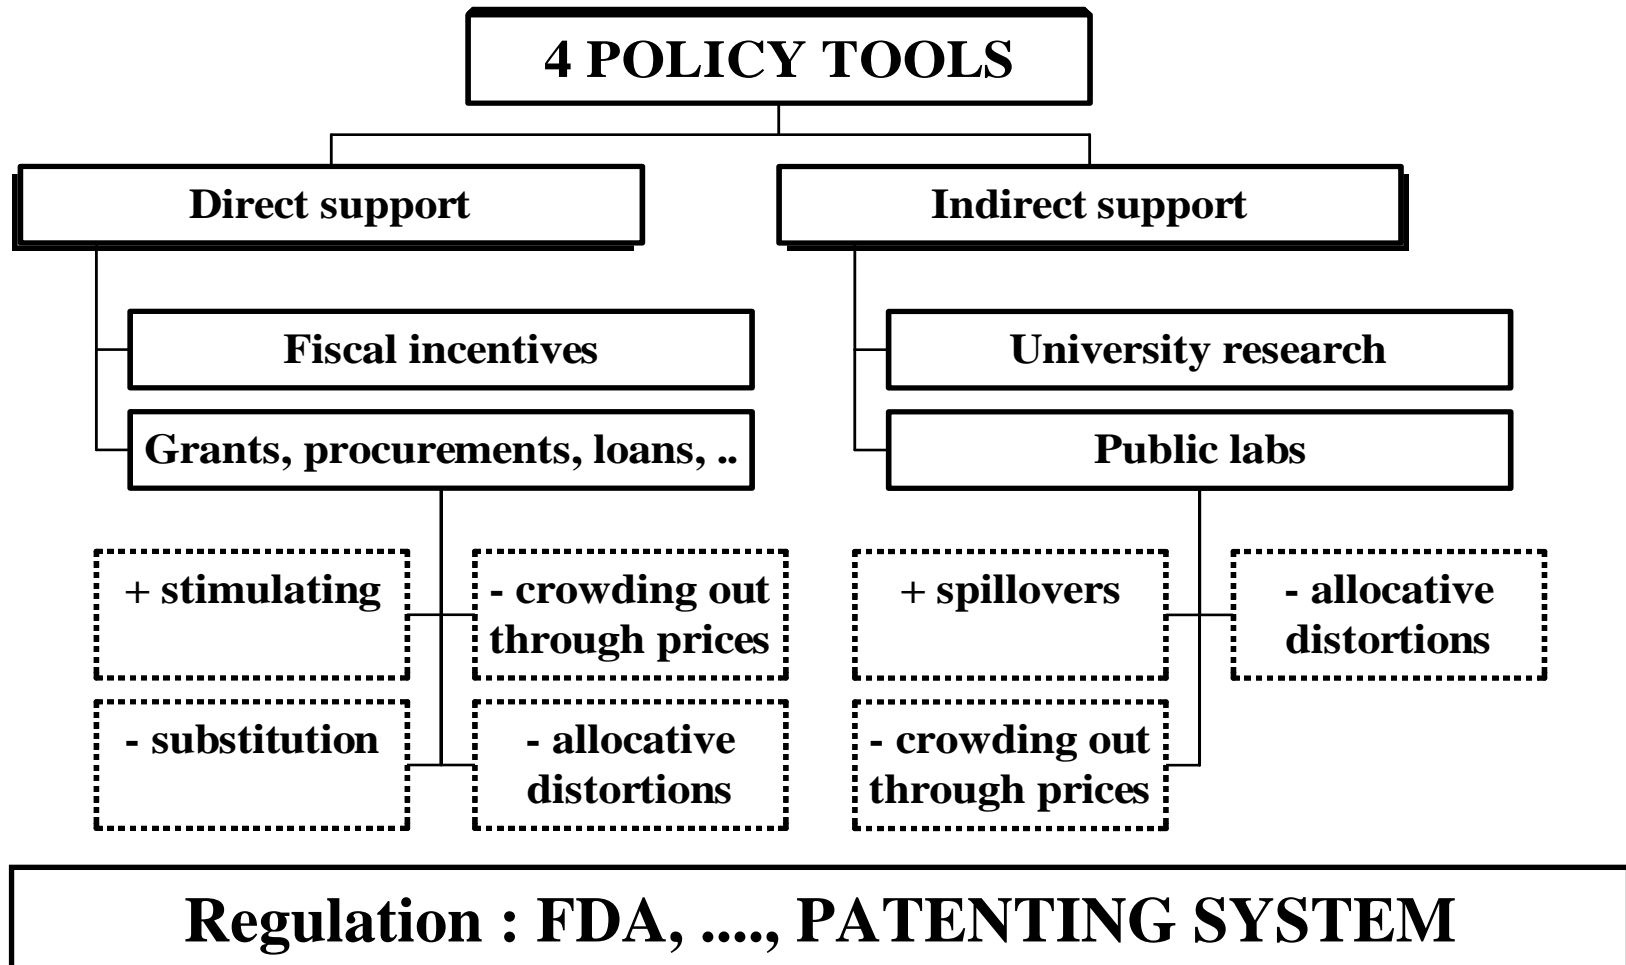 4 POLICY TOOLS
Direct support
Indirect support
Fiscal incentives
University research
Grants, procurements, loans, ..
Public labs
+ stimulating
- crowding out
through prices
+ spillovers
- allocative
distortions
- substitution
- allocative
distortions
- crowding out
through prices
Regulation : FDA, ...., PATENTING SYSTEM